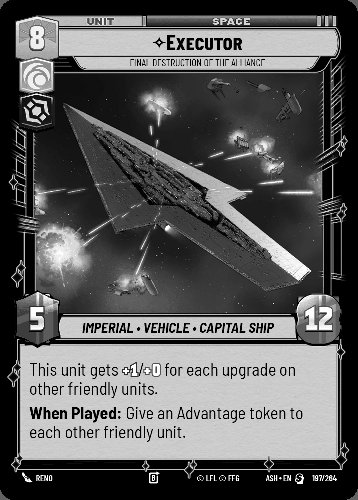 UNIT
SPACE
8
EXECUTOR
FINAL DESTRUCTION OF THE ALLIANCE
5
IMPERIAL • VEHICLE • CAPITAL SHIP
12
This unit gets +1/+0 for each upgrade on
other friendly units.
When Played: Give an Advantage token to
each other friendly unit.
RENO
© LFL © FFG
ASH • EN
197/264